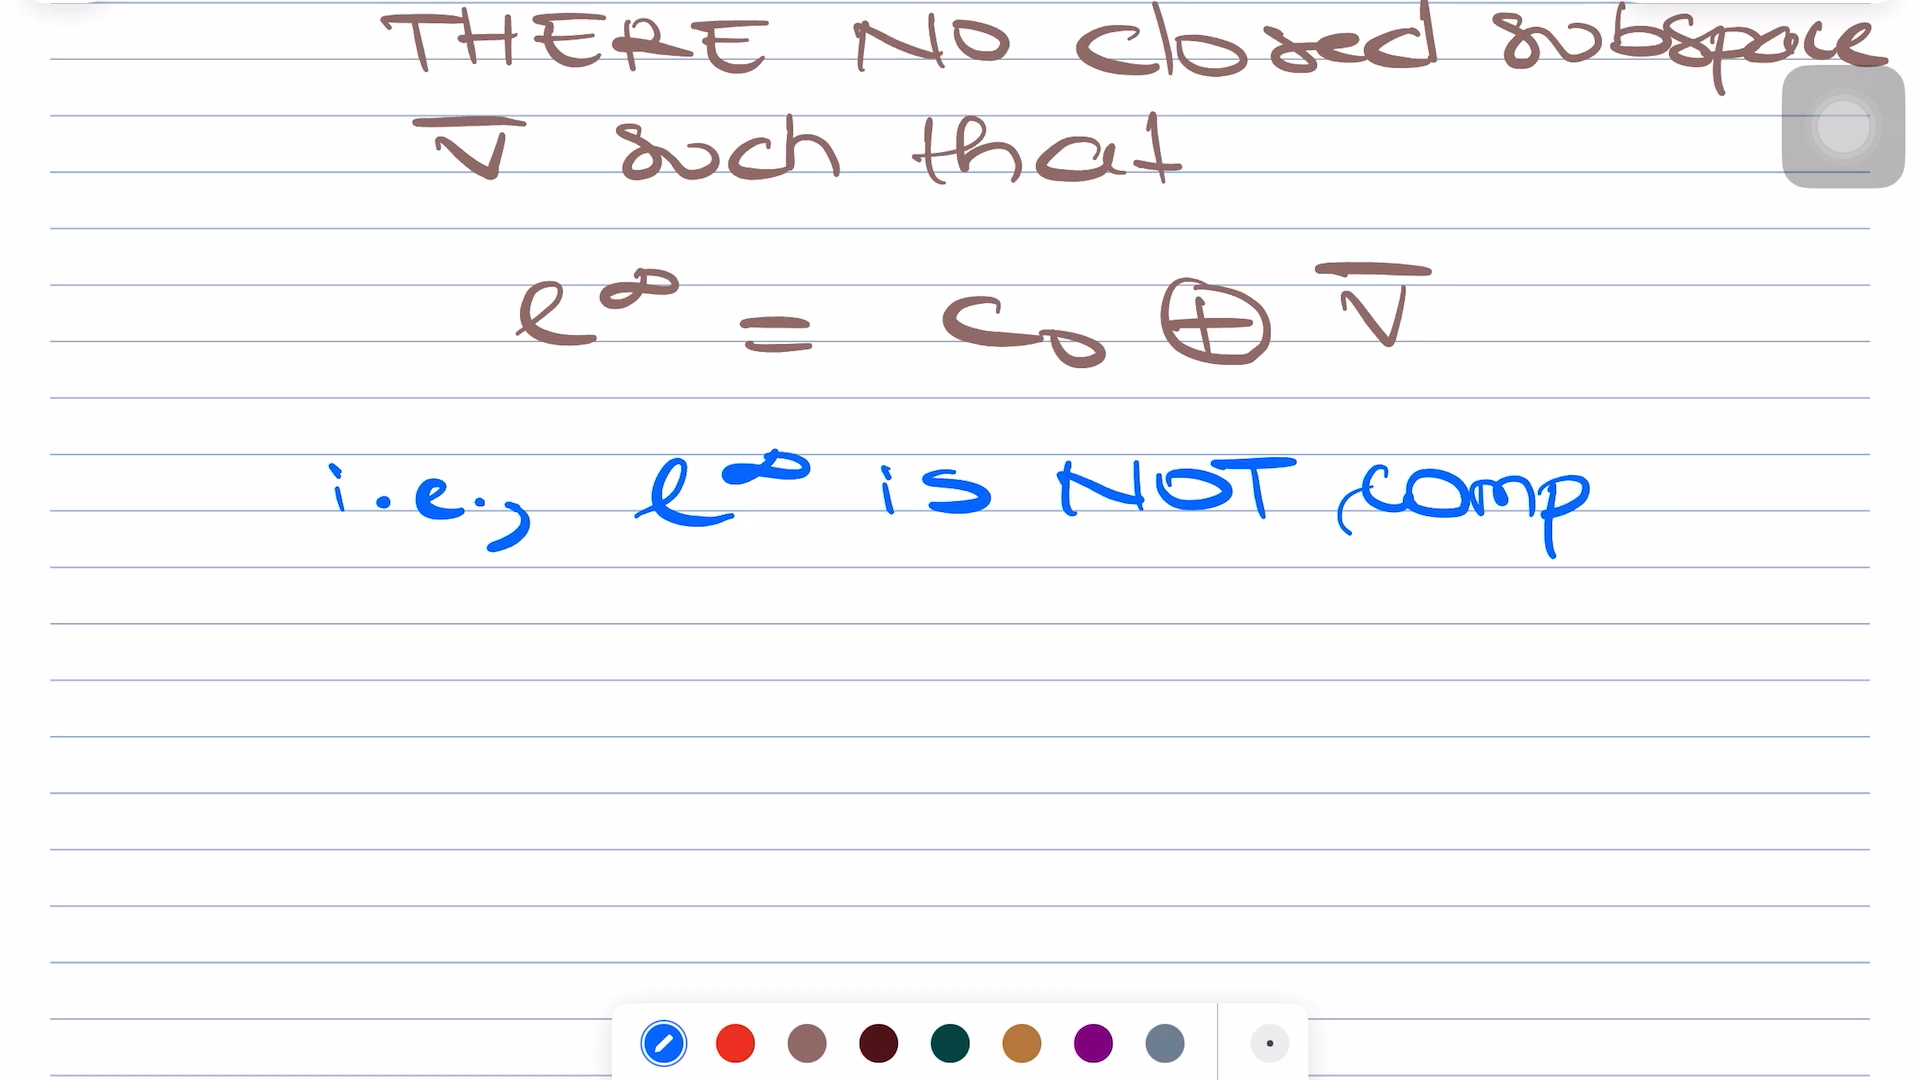 THERE NO closed subspace
V̅ such that
ℓ^∞ = c₀ ⊕ V̅
i.e., ℓ^∞ is NOT comp